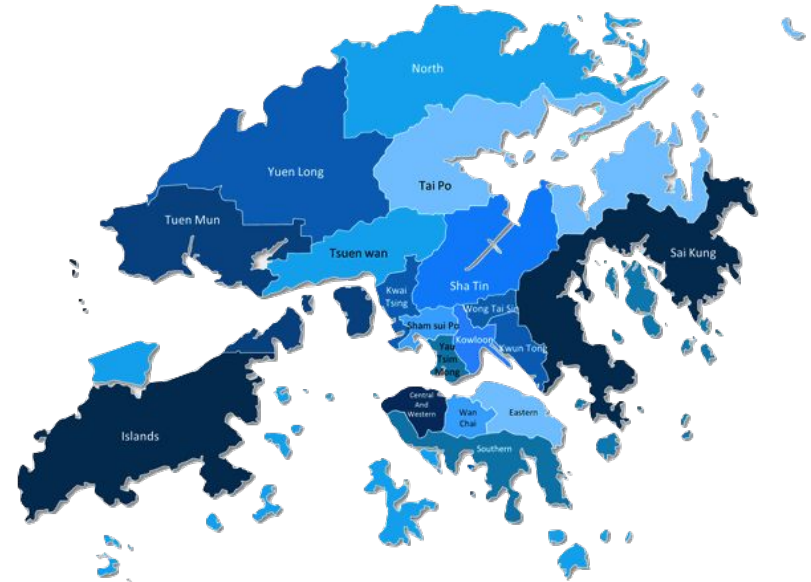 North
Yuen Long
Tai Po
Tuen Mun
Tsuen wan
Sai Kung
Sha Tin
Kwai
Tsing
Wong Tai Sin
Sham sui Po
Kowloon
Yau
Tsim
Mong
Kwun Tong
Central
And
Western
Wan
Chai
Eastern
Islands
Southern